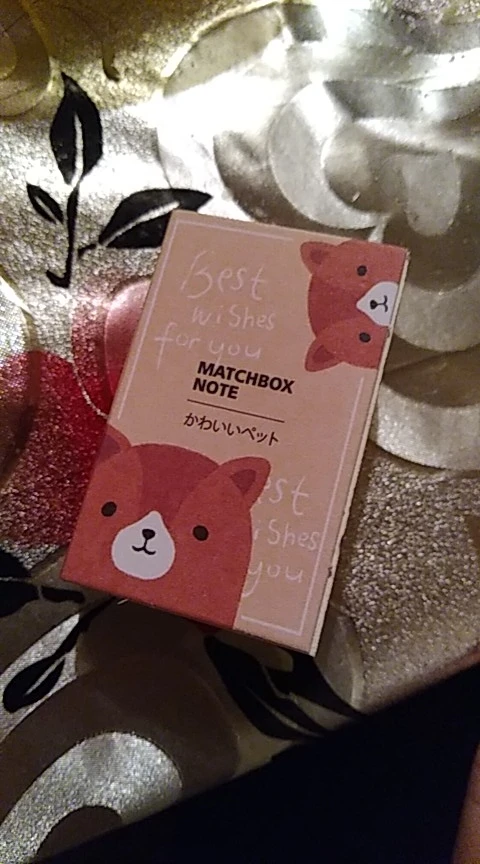 Best
wishes
for you
MATCHBOX
NOTE
かわいいペット
est
ishes
you